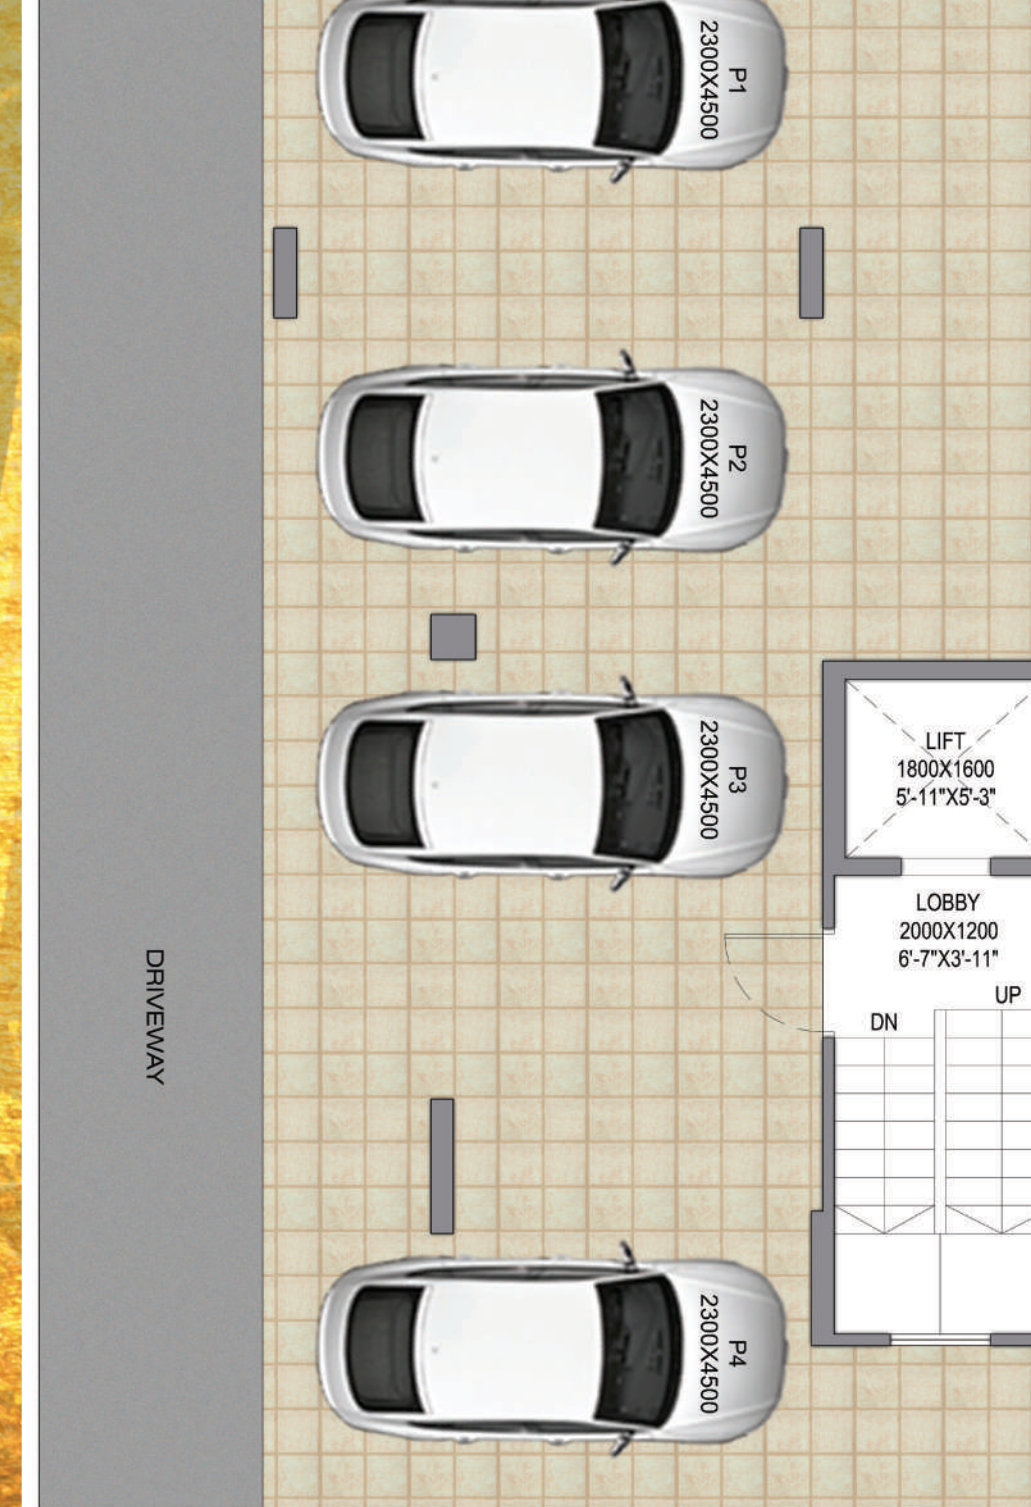 P1
2300X4500
P2
2300X4500
P3
2300X4500
LIFT
1800X1600
5'-11"X5'-3"
LOBBY
2000X1200
6'-7"X3'-11"
UP
DN
DRIVEWAY
P4
2300X4500